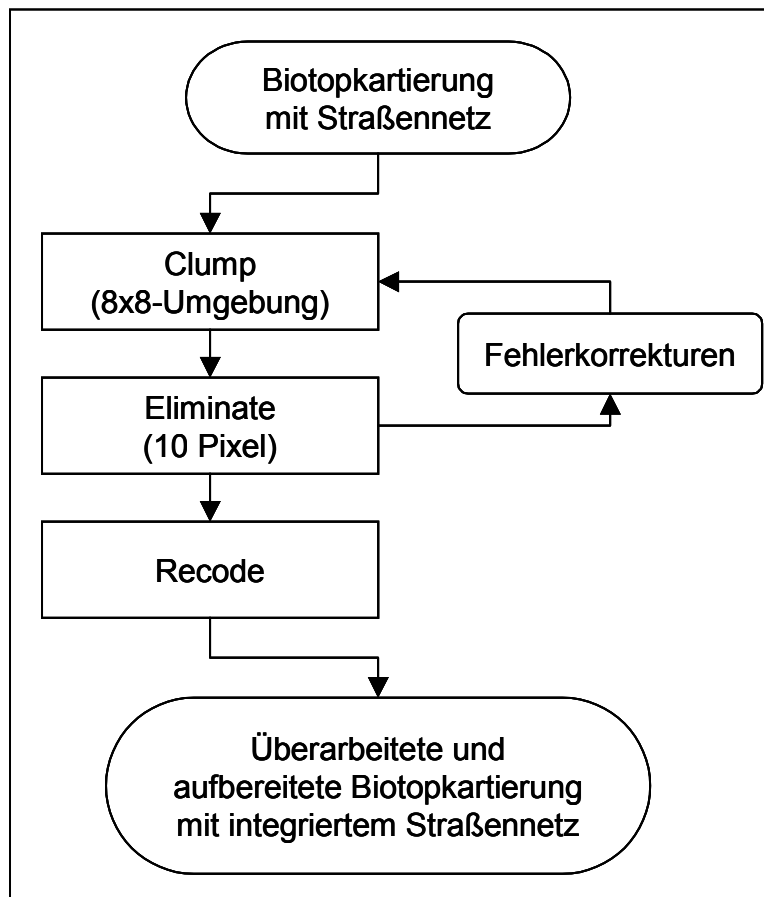 Biotopkartierung
mit Straßennetz
Clump
(8x8-Umgebung)
Fehlerkorrekturen
Eliminate
(10 Pixel)
Recode
Überarbeitete und
aufbereitete Biotopkartierung
mit integriertem Straßennetz